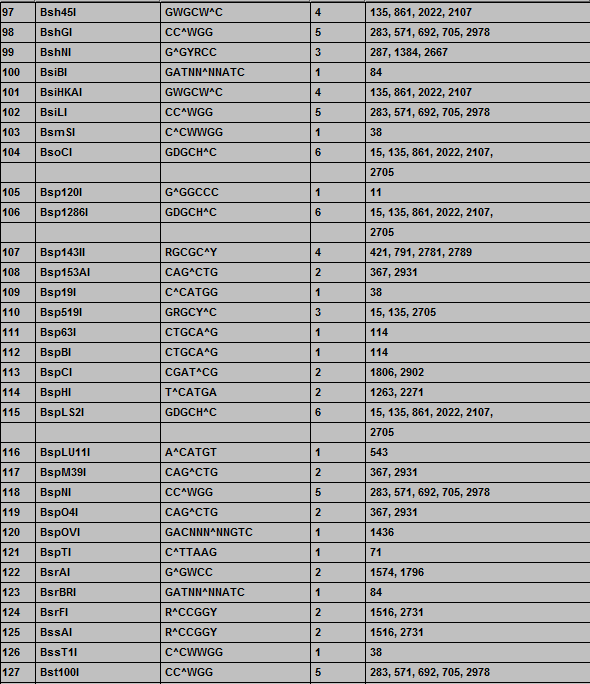 97 Bsh45I GWGCW^C 4 135, 861, 2022, 2107
98 BshGI CC^WGG 5 283, 571, 692, 705, 2978
99 BshNI G^GYRCC 3 287, 1384, 2667
100 BsiBI GATNN^NNATC 1 84
101 BsiHKAI GWGCW^C 4 135, 861, 2022, 2107
102 BsiLI CC^WGG 5 283, 571, 692, 705, 2978
103 BsmSI C^CWWGG 1 38
104 BsoCI GDGCH^C 6 15, 135, 861, 2022, 2107,
2705
105 Bsp120I G^GGCCC 1 11
106 Bsp1286I GDGCH^C 6 15, 135, 861, 2022, 2107,
2705
107 Bsp143II RGCGC^Y 4 421, 791, 2781, 2789
108 Bsp153AI CAG^CTG 2 367, 2931
109 Bsp19I C^CATGG 1 38
110 Bsp519I GRGCY^C 3 15, 135, 2705
111 Bsp63I CTGCA^G 1 114
112 BspBI CTGCA^G 1 114
113 BspCI CGAT^CG 2 1806, 2902
114 BspHI T^CATGA 2 1263, 2271
115 BspLS2I GDGCH^C 6 15, 135, 861, 2022, 2107,
2705
116 BspLU11I A^CATGT 1 543
117 BspM39I CAG^CTG 2 367, 2931
118 BspNI CC^WGG 5 283, 571, 692, 705, 2978
119 BspO4I CAG^CTG 2 367, 2931
120 BspOVI GACNNN^NNGTC 1 1436
121 BspTI C^TTAAG 1 71
122 BsrAI G^GWCC 2 1574, 1796
123 BsrBRI GATNN^NNATC 1 84
124 BsrFI R^CCGGY 2 1516, 2731
125 BssAI R^CCGGY 2 1516, 2731
126 BssT1I C^CWWGG 1 38
127 Bst100I CC^WGG 5 283, 571, 692, 705, 2978